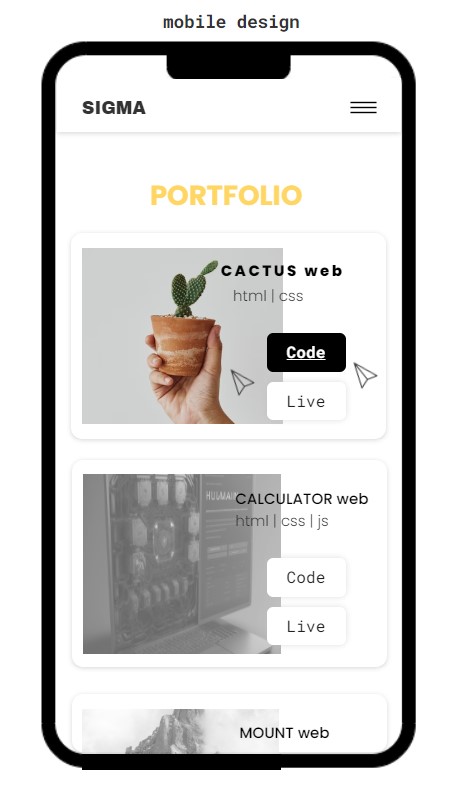 mobile design
SIGMA
PORTFOLIO
CACTUS web
html | css
Code
Live
CALCULATOR web
html | css | js
Code
Live
MOUNT web